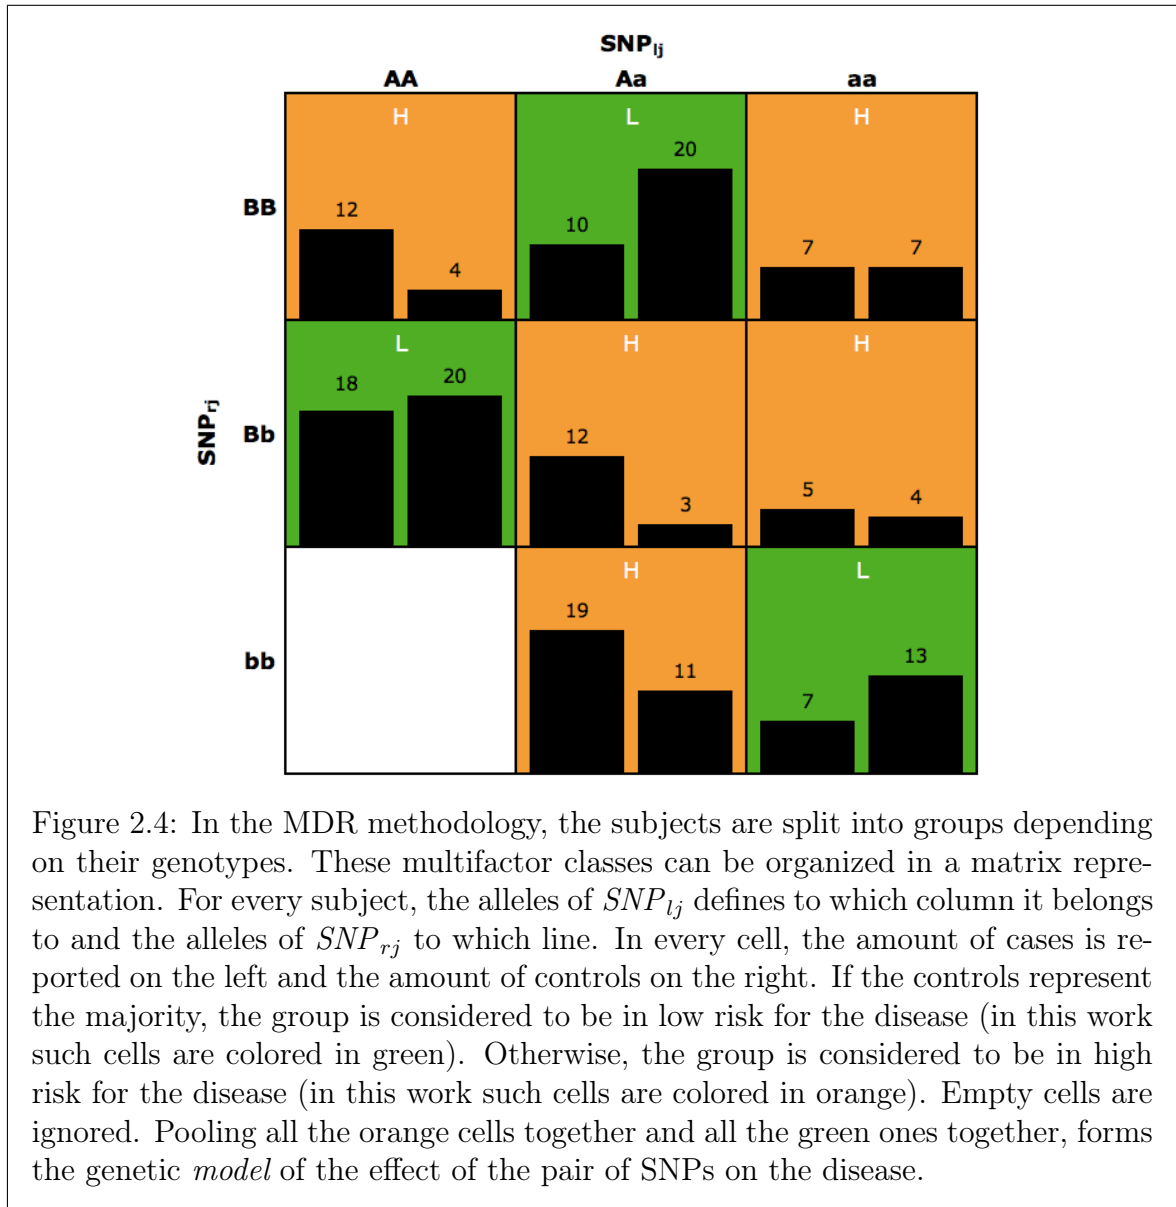 SNPlj
AA Aa aa
H L H
BB
12 4 10 20 7 7
L H H
SNPrj
Bb
18 20 12 3 5 4
H L
bb
19 11 7 13
Figure 2.4: In the MDR methodology, the subjects are split into groups depending
on their genotypes. These multifactor classes can be organized in a matrix repre-
sentation. For every subject, the alleles of SNPlj defines to which column it belongs
to and the alleles of SNPrj to which line. In every cell, the amount of cases is re-
ported on the left and the amount of controls on the right. If the controls represent
the majority, the group is considered to be in low risk for the disease (in this work
such cells are colored in green). Otherwise, the group is considered to be in high
risk for the disease (in this work such cells are colored in orange). Empty cells are
ignored. Pooling all the orange cells together and all the green ones together, forms
the genetic model of the effect of the pair of SNPs on the disease.